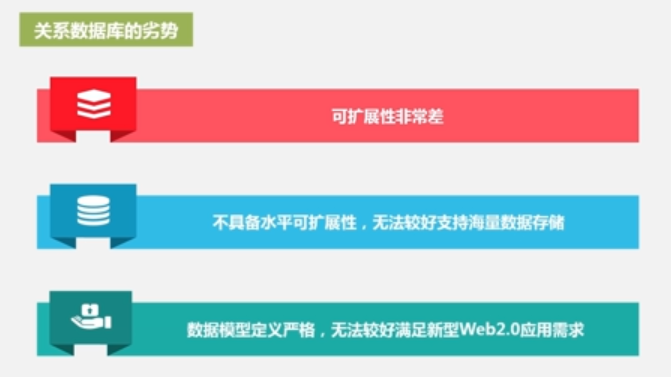 关系数据库的劣势
可扩展性非常差
不具备水平可扩展性，无法较好支持海量数据存储
数据模型定义严格，无法较好满足新型Web2.0应用需求